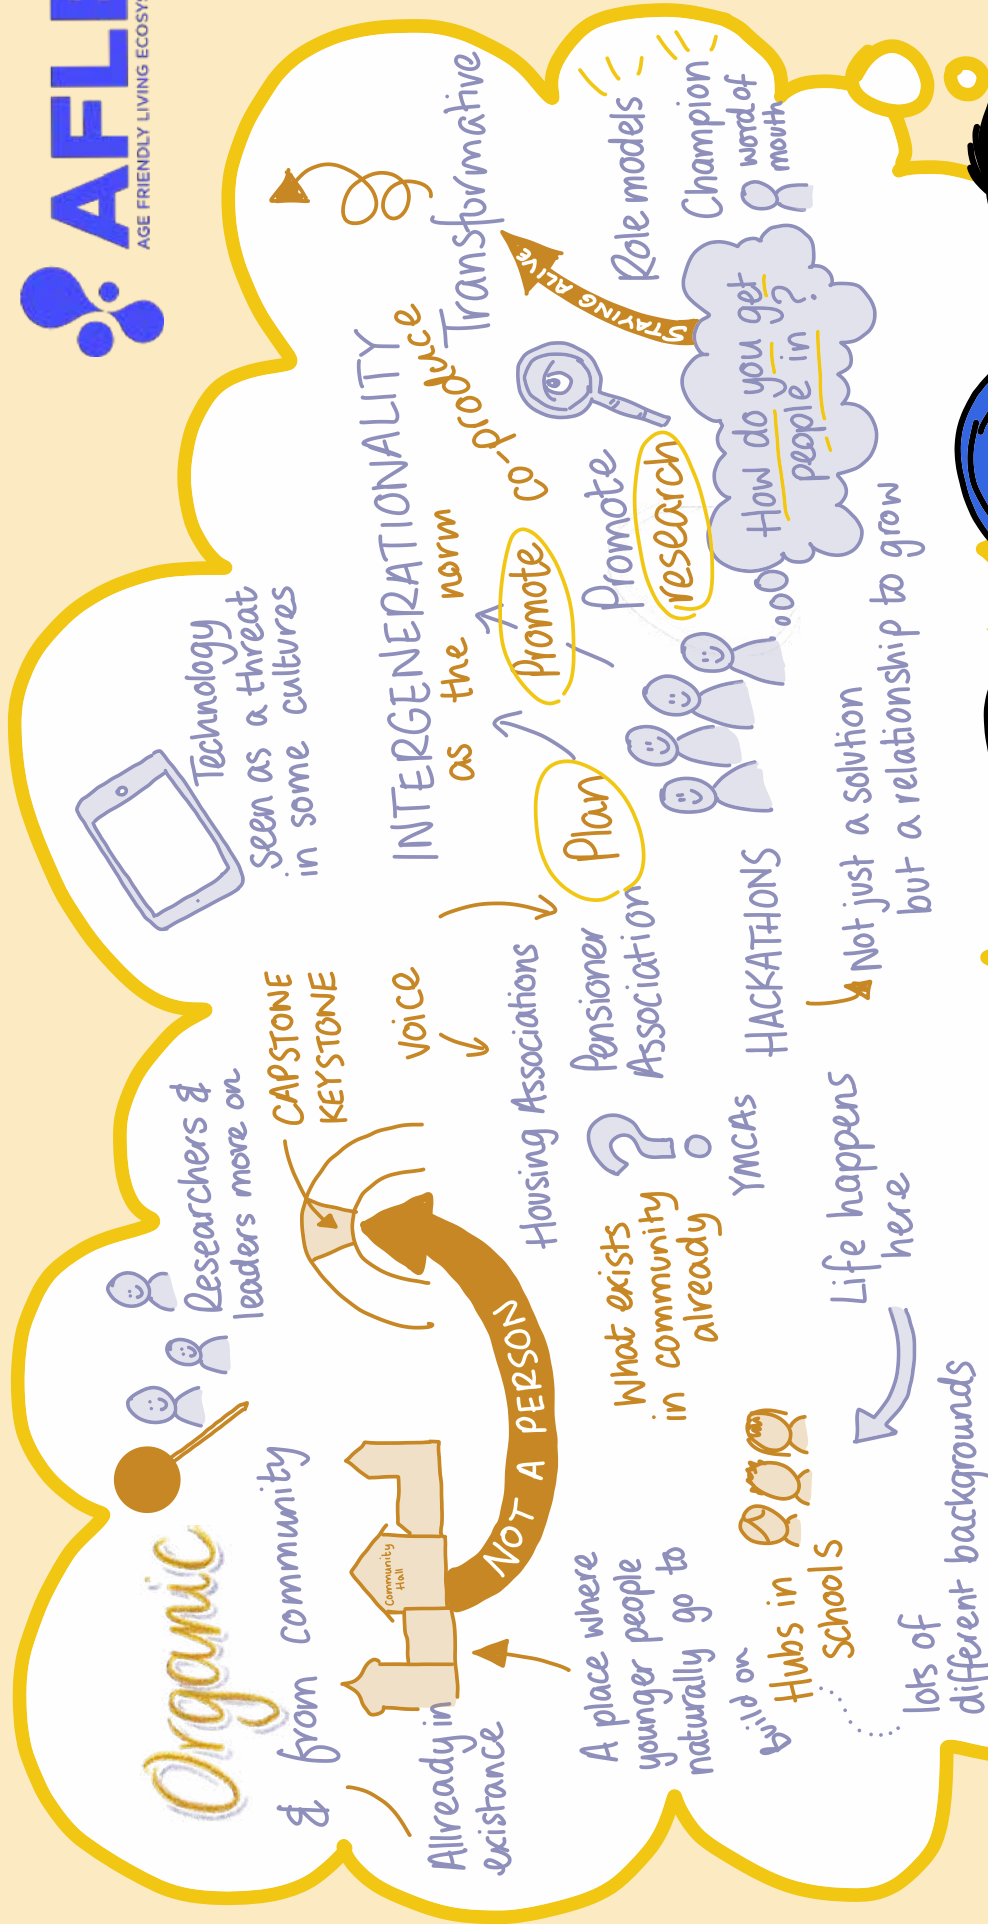 Organic
& from community
Allready in
existance
Community
Hall
NOT A PERSON
A place where
younger people
naturally go to
Build on
Hubs in
Schools
lots of
different backgrounds
Researchers &
leaders move on
CAPSTONE
KEYSTONE
VOICE
Housing Associations
Pensioner
Association
?
What exists
in community
already
YMCAs
HACKATHONS
Life happens
here
Not just a solution
but a relationship to grow
Technology
seen as a threat
in some cultures
INTERGENERATIONALITY
as the norm
Plan
Promote
co-produce
Transformative
Promote
research
STAYING ALIVE
How do you get
people in?
Role models
Champion
word of
mouth
AFLE
AGE FRIENDLY LIVING ECOSYS